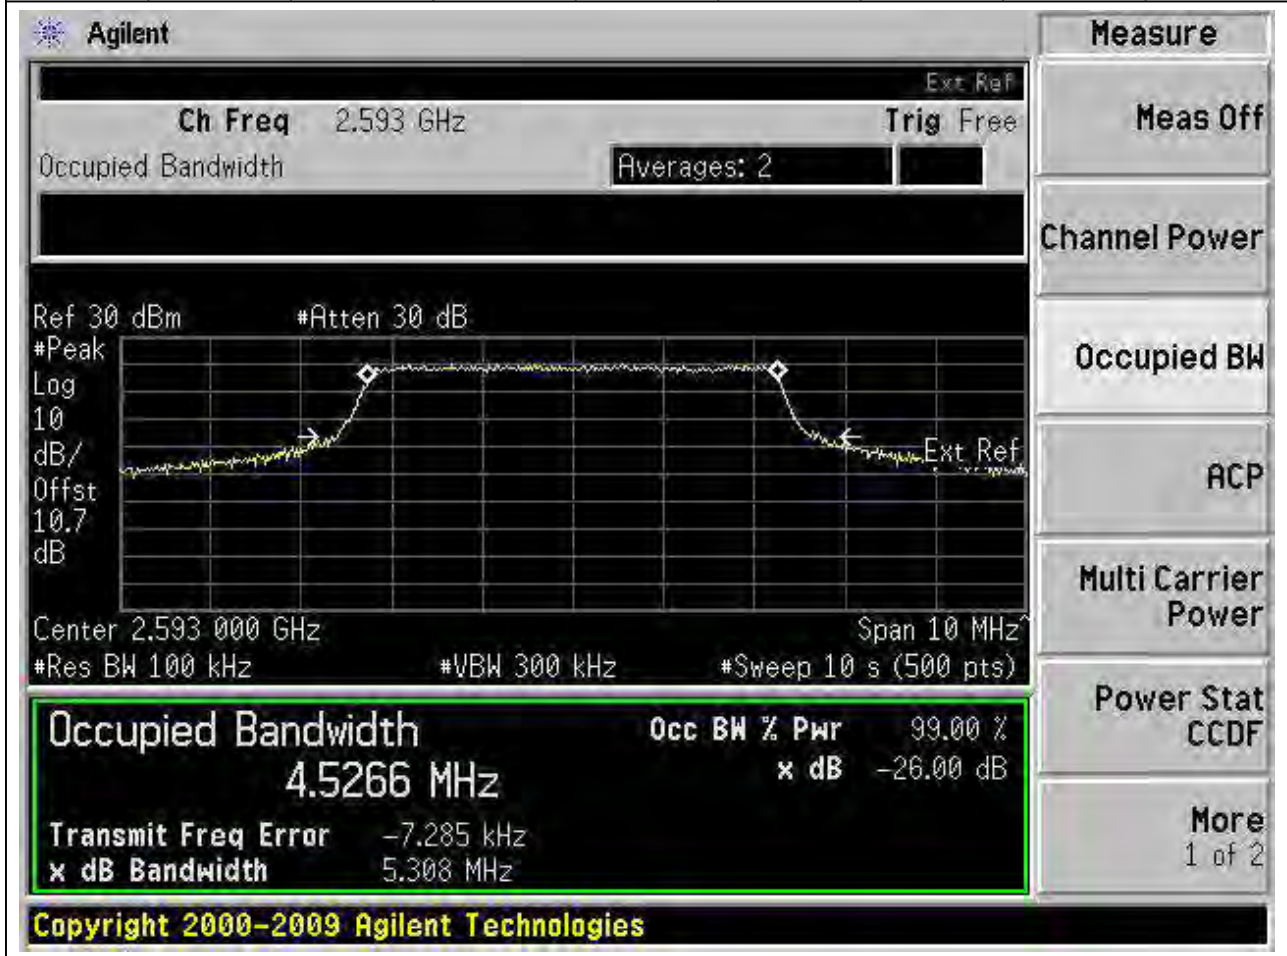 Agilent
Measure
Ext Ref
Ch Freq 2.593 GHz
Trig Free
Meas Off
Occupied Bandwidth
Averages: 2
Channel Power
Ref 30 dBm
#Atten 30 dB
#Peak
Log
10
dB/
Offst
10.7
dB
Ext Ref
Occupied BW
ACP
Center 2.593 000 GHz
Span 10 MHz^
#Res BW 100 kHz
#VBW 300 kHz
#Sweep 10 s (500 pts)
Multi Carrier
Power
Occupied Bandwidth
4.5266 MHz
Occ BW % Pwr 99.00 %
x dB -26.00 dB
Transmit Freq Error -7.285 kHz
x dB Bandwidth 5.308 MHz
Power Stat
CCDF
More
1 of 2
Copyright 2000-2009 Agilent Technologies